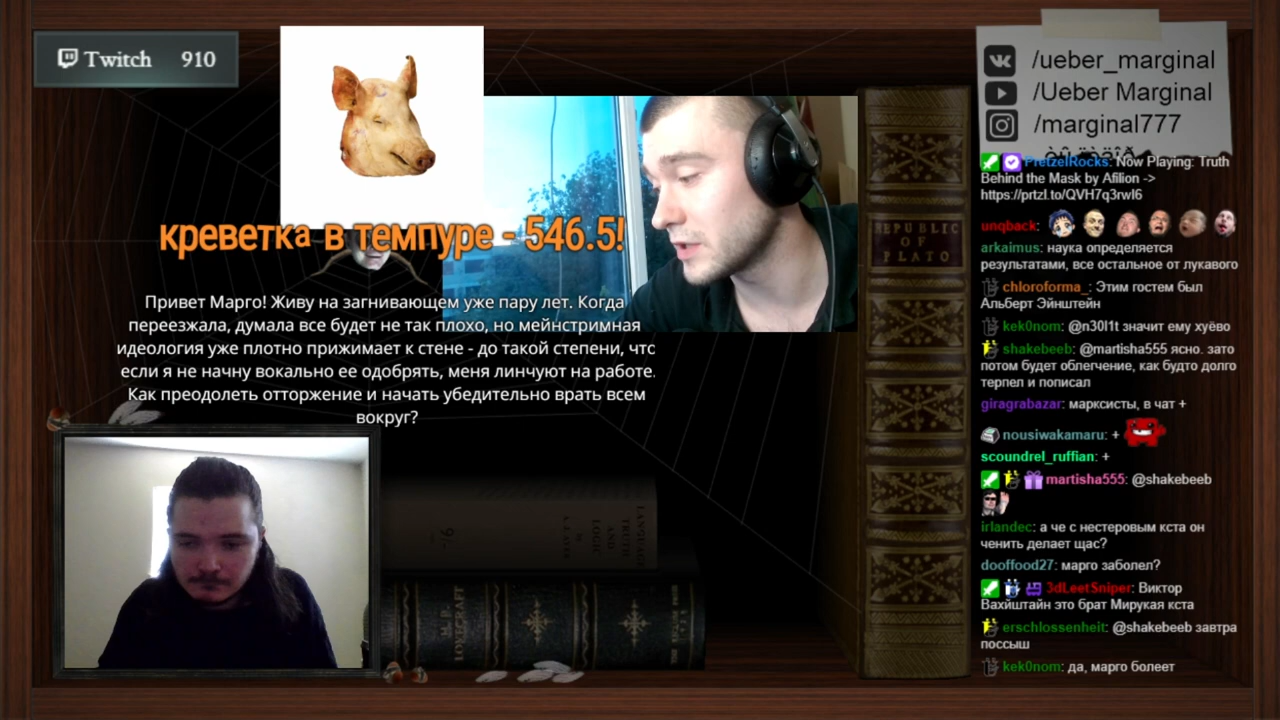 Twitch 910
креветка в темпуре - 546.5!
Привет Марго! Живу на загнивающем уже пару лет. Когда
переезжала, думала все будет не так плохо, но мейнстримная
идеология уже плотно прижимает к стене - до такой степени, что
если я не начну вокально ее одобрять, меня линчуют на работе.
Как преодолеть отторжение и начать убедительно врать всем
вокруг?
REPUBLIC
OF
PLATO
LANGUAGE
TRUTH
AND
LOGIC
H. P.
LOVECRAFT
/ueber_marginal
/Ueber Marginal
/marginal777
PretzelRocks: Now Playing: Truth
Behind the Mask by Afilion ->
https://prtzl.to/QVH7q3rwl6
unqback:
arkaimus: наука определяется
результатами, все остальное от лукавого
chloroforma_: Этим гостем был
Альберт Эйнштейн
kek0nom: @n30l1t значит ему хуёво
shakebeeb: @martisha555 ясно. зато
потом будет облегчение, как будто долго
терпел и пописал
giragrabazar: марксисты, в чат +
nousiwakamaru: +
scoundrel_ruffian: +
martisha555: @shakebeeb
irlandec: а че с нестеровым кста он
ченить делает щас?
dooffood27: марго заболел?
3dLeetSniper: Виктор
Вахйштайн это брат Мирукая кста
erschlossenheit: @shakebeeb завтра
поссыш
kek0nom: да, марго болеет